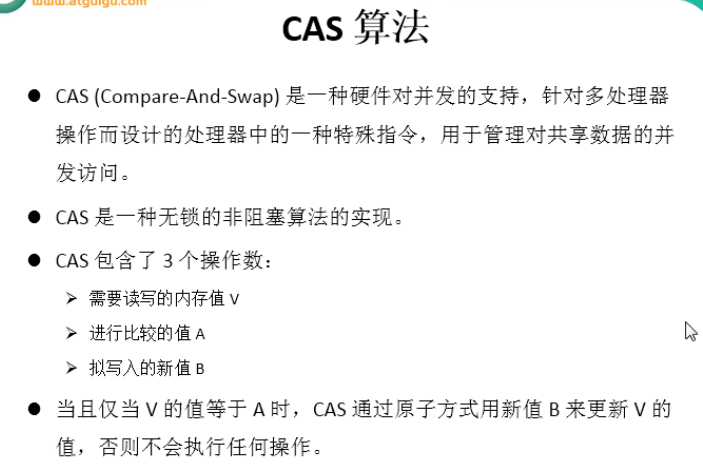 www.atguigu.com
CAS 算法
● CAS (Compare-And-Swap) 是一种硬件对并发的支持，针对多处理器
操作而设计的处理器中的一种特殊指令，用于管理对共享数据的并
发访问。
● CAS 是一种无锁的非阻塞算法的实现。
● CAS 包含了 3 个操作数：
➢ 需要读写的内存值 V
➢ 进行比较的值 A
➢ 拟写入的新值 B
● 当且仅当 V 的值等于 A 时，CAS 通过原子方式用新值 B 来更新 V 的
值，否则不会执行任何操作。